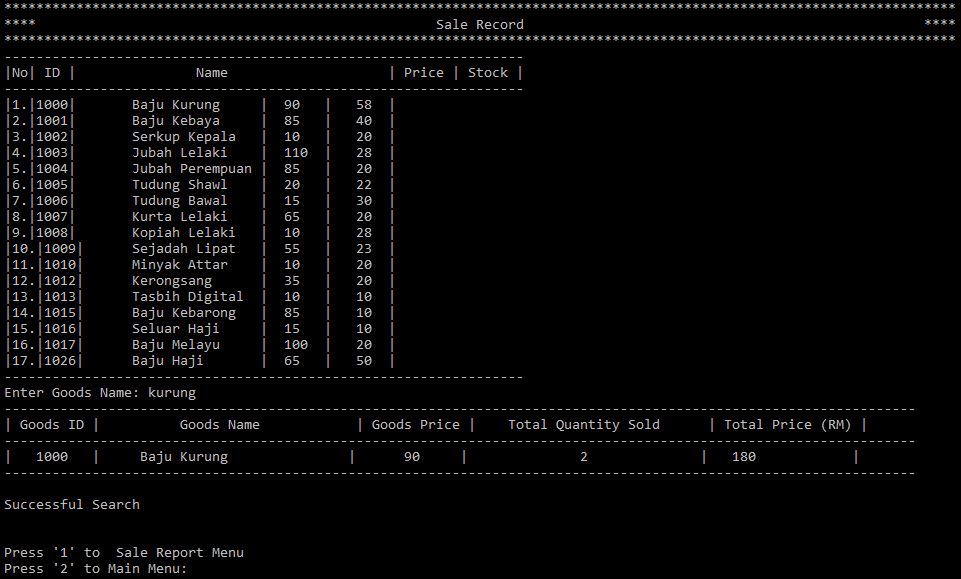 ***********************************************************************************************************************
****                                                  Sale Record                                                  ****
***********************************************************************************************************************
-----------------------------------------------------------------
|No| ID |               Name                    | Price | Stock |
-----------------------------------------------------------------
|1.|1000|       Baju Kurung     |  90    |   58  |
|2.|1001|       Baju Kebaya     |  85    |   40  |
|3.|1002|       Serkup Kepala   |  10    |   20  |
|4.|1003|       Jubah Lelaki    |  110   |   28  |
|5.|1004|       Jubah Perempuan |  85    |   20  |
|6.|1005|       Tudung Shawl    |  20    |   22  |
|7.|1006|       Tudung Bawal    |  15    |   30  |
|8.|1007|       Kurta Lelaki    |  65    |   20  |
|9.|1008|       Kopiah Lelaki   |  10    |   28  |
|10.|1009|      Sejadah Lipat   |  55    |   23  |
|11.|1010|      Minyak Attar    |  10    |   20  |
|12.|1012|      Kerongsang      |  35    |   20  |
|13.|1013|      Tasbih Digital  |  10    |   10  |
|14.|1015|      Baju Kebarong   |  85    |   10  |
|15.|1016|      Seluar Haji     |  15    |   10  |
|16.|1017|      Baju Melayu     |  100   |   20  |
|17.|1026|      Baju Haji       |  65    |   50  |
-----------------------------------------------------------------
Enter Goods Name: kurung
------------------------------------------------------------------------------------------------------------------
| Goods ID |          Goods Name            | Goods Price |    Total Quantity Sold      | Total Price (RM) |
------------------------------------------------------------------------------------------------------------------
|   1000   |     Baju Kurung               |      90     |              2              |   180            |
------------------------------------------------------------------------------------------------------------------
Successful Search
Press '1' to  Sale Report Menu
Press '2' to Main Menu: